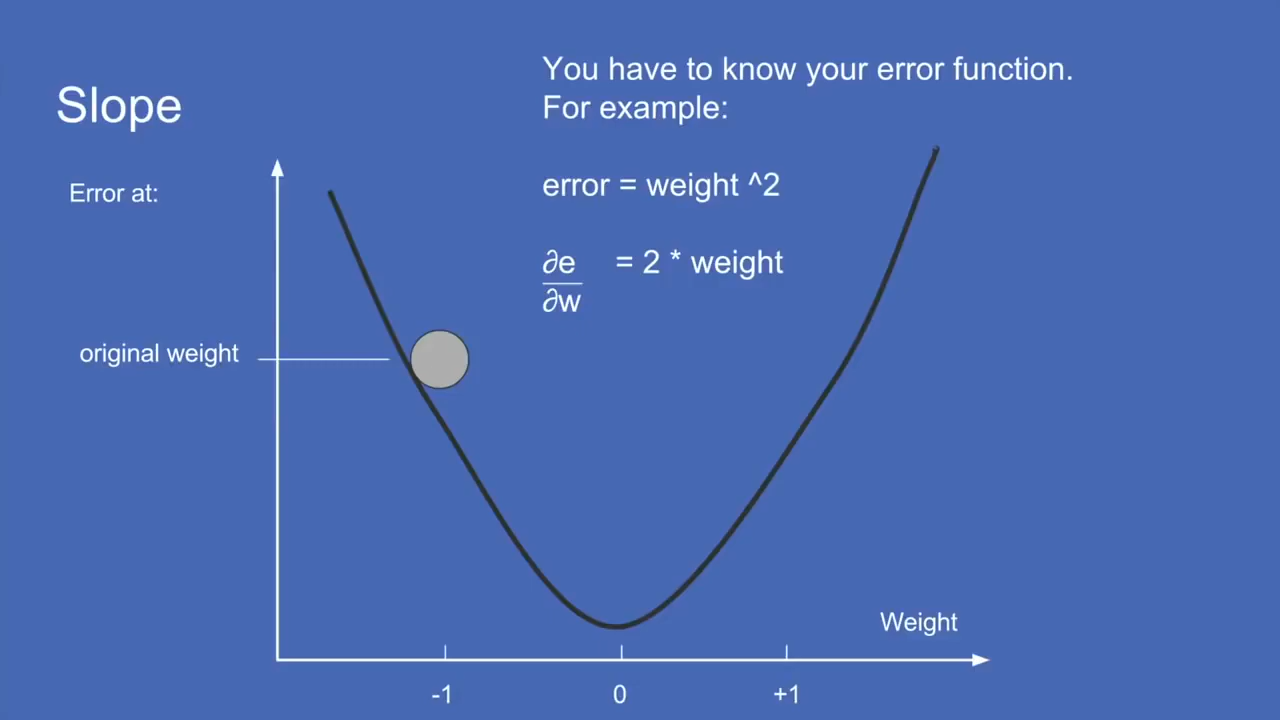 Slope
You have to know your error function.
For example:
error = weight ^2
∂e = 2 * weight
∂w
Error at:
original weight
Weight
-1 0 +1